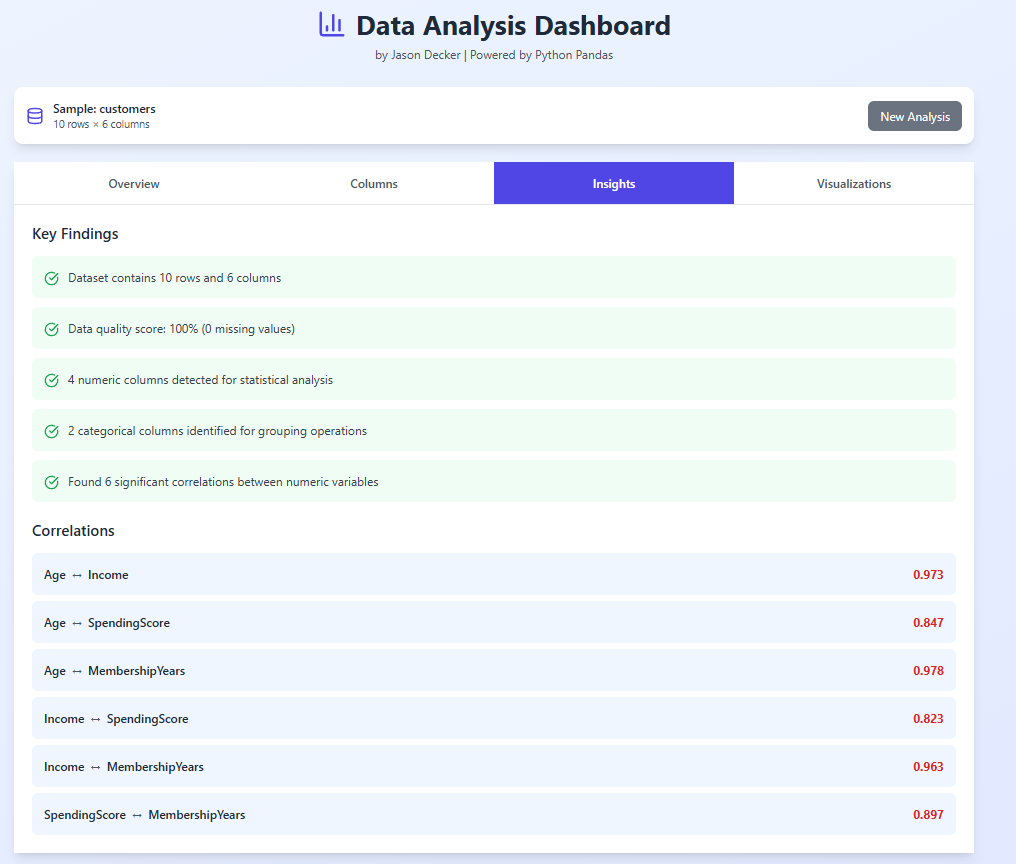 Data Analysis Dashboard
by Jason Decker | Powered by Python Pandas
Sample: customers
10 rows × 6 columns
New Analysis
Overview Columns Insights Visualizations
Key Findings
Dataset contains 10 rows and 6 columns
Data quality score: 100% (0 missing values)
4 numeric columns detected for statistical analysis
2 categorical columns identified for grouping operations
Found 6 significant correlations between numeric variables
Correlations
Age ↔ Income 0.973
Age ↔ SpendingScore 0.847
Age ↔ MembershipYears 0.978
Income ↔ SpendingScore 0.823
Income ↔ MembershipYears 0.963
SpendingScore ↔ MembershipYears 0.897